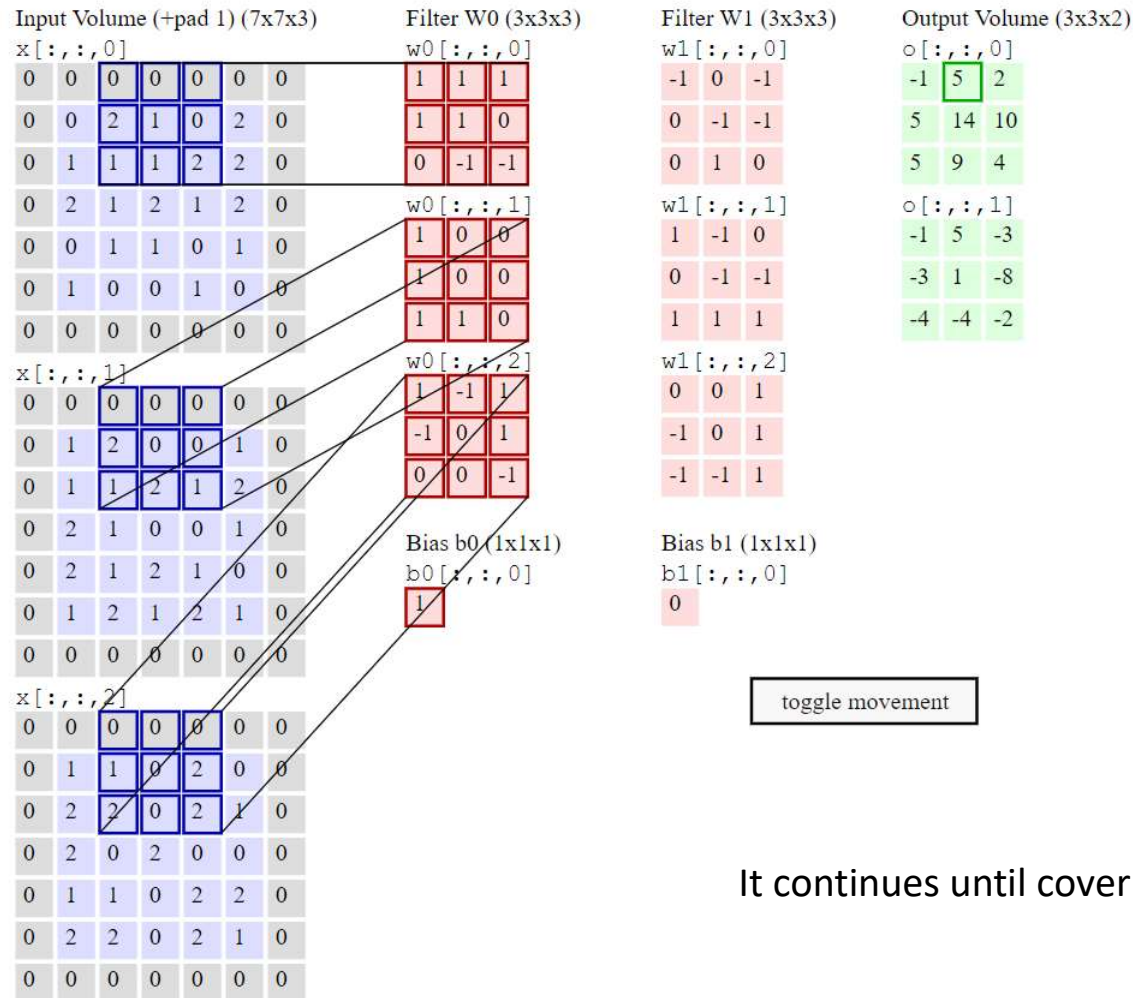 Input Volume (+pad 1) (7x7x3) Filter W0 (3x3x3) Filter W1 (3x3x3) Output Volume (3x3x2)
x[:,:,0] w0[:,:,0] w1[:,:,0] o[:,:,0]
0 0 0 0 0 0 0 1 1 1 -1 0 -1 -1 5 2
0 0 2 1 0 2 0 1 1 0 0 -1 -1 5 14 10
0 1 1 1 2 2 0 0 -1 -1 0 1 0 5 9 4
0 2 1 2 1 2 0 w0[:,:,1] w1[:,:,1] o[:,:,1]
0 0 1 1 0 1 0 1 0 0 1 -1 0 -1 5 -3
0 1 0 0 1 0 0 1 0 0 0 -1 -1 -3 1 -8
0 0 0 0 0 0 0 1 1 0 1 1 1 -4 -4 -2
x[:,:,1] w0[:,:,2] w1[:,:,2]
0 0 0 0 0 0 0 1 -1 1 0 0 1
0 1 2 0 0 1 0 -1 0 1 -1 0 1
0 1 1 2 1 2 0 0 0 -1 -1 -1 1
0 2 1 0 0 1 0 Bias b0 (1x1x1) Bias b1 (1x1x1)
0 2 1 2 1 0 0 b0[:,:,0] b1[:,:,0]
0 1 2 1 2 1 0 1 0
0 0 0 0 0 0 0
x[:,:,2] toggle movement
0 0 0 0 0 0 0
0 1 1 0 2 0 0
0 2 2 0 2 1 0
0 2 0 2 0 0 0
0 1 1 0 2 2 0 It continues until cover
0 2 2 0 2 1 0
0 0 0 0 0 0 0